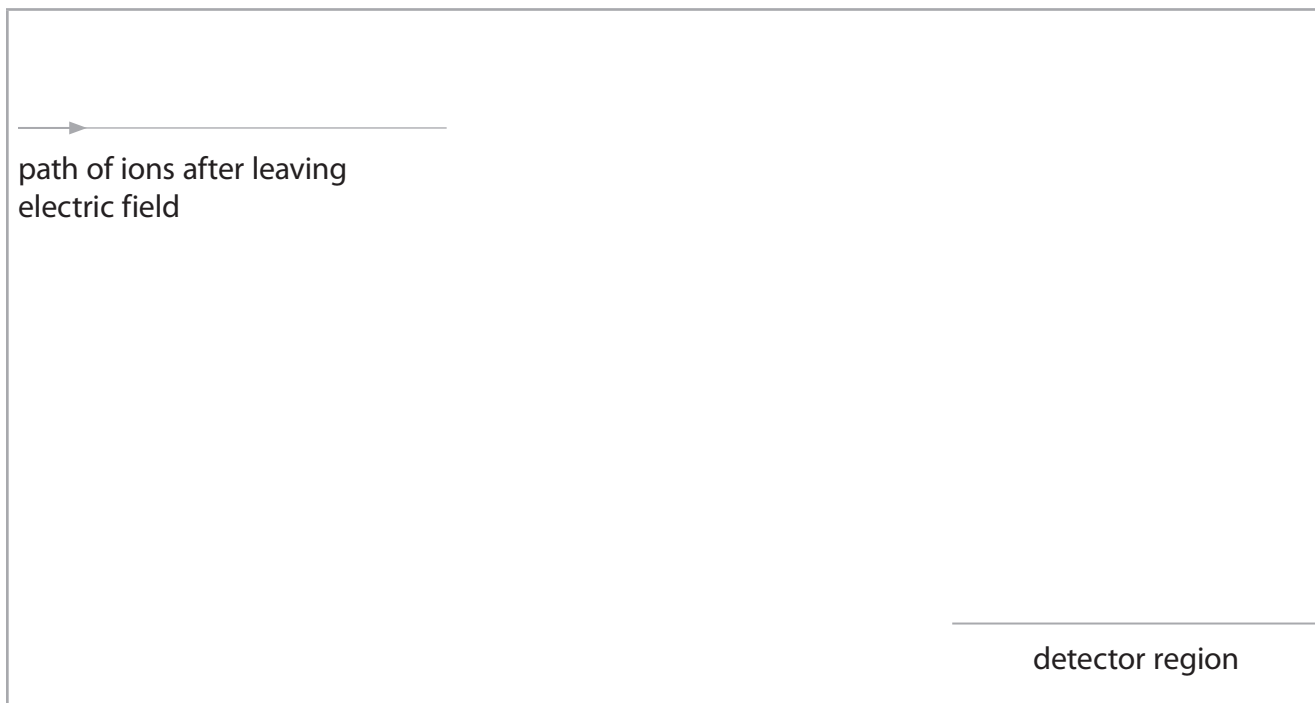 path of ions after leaving
electric field
detector region